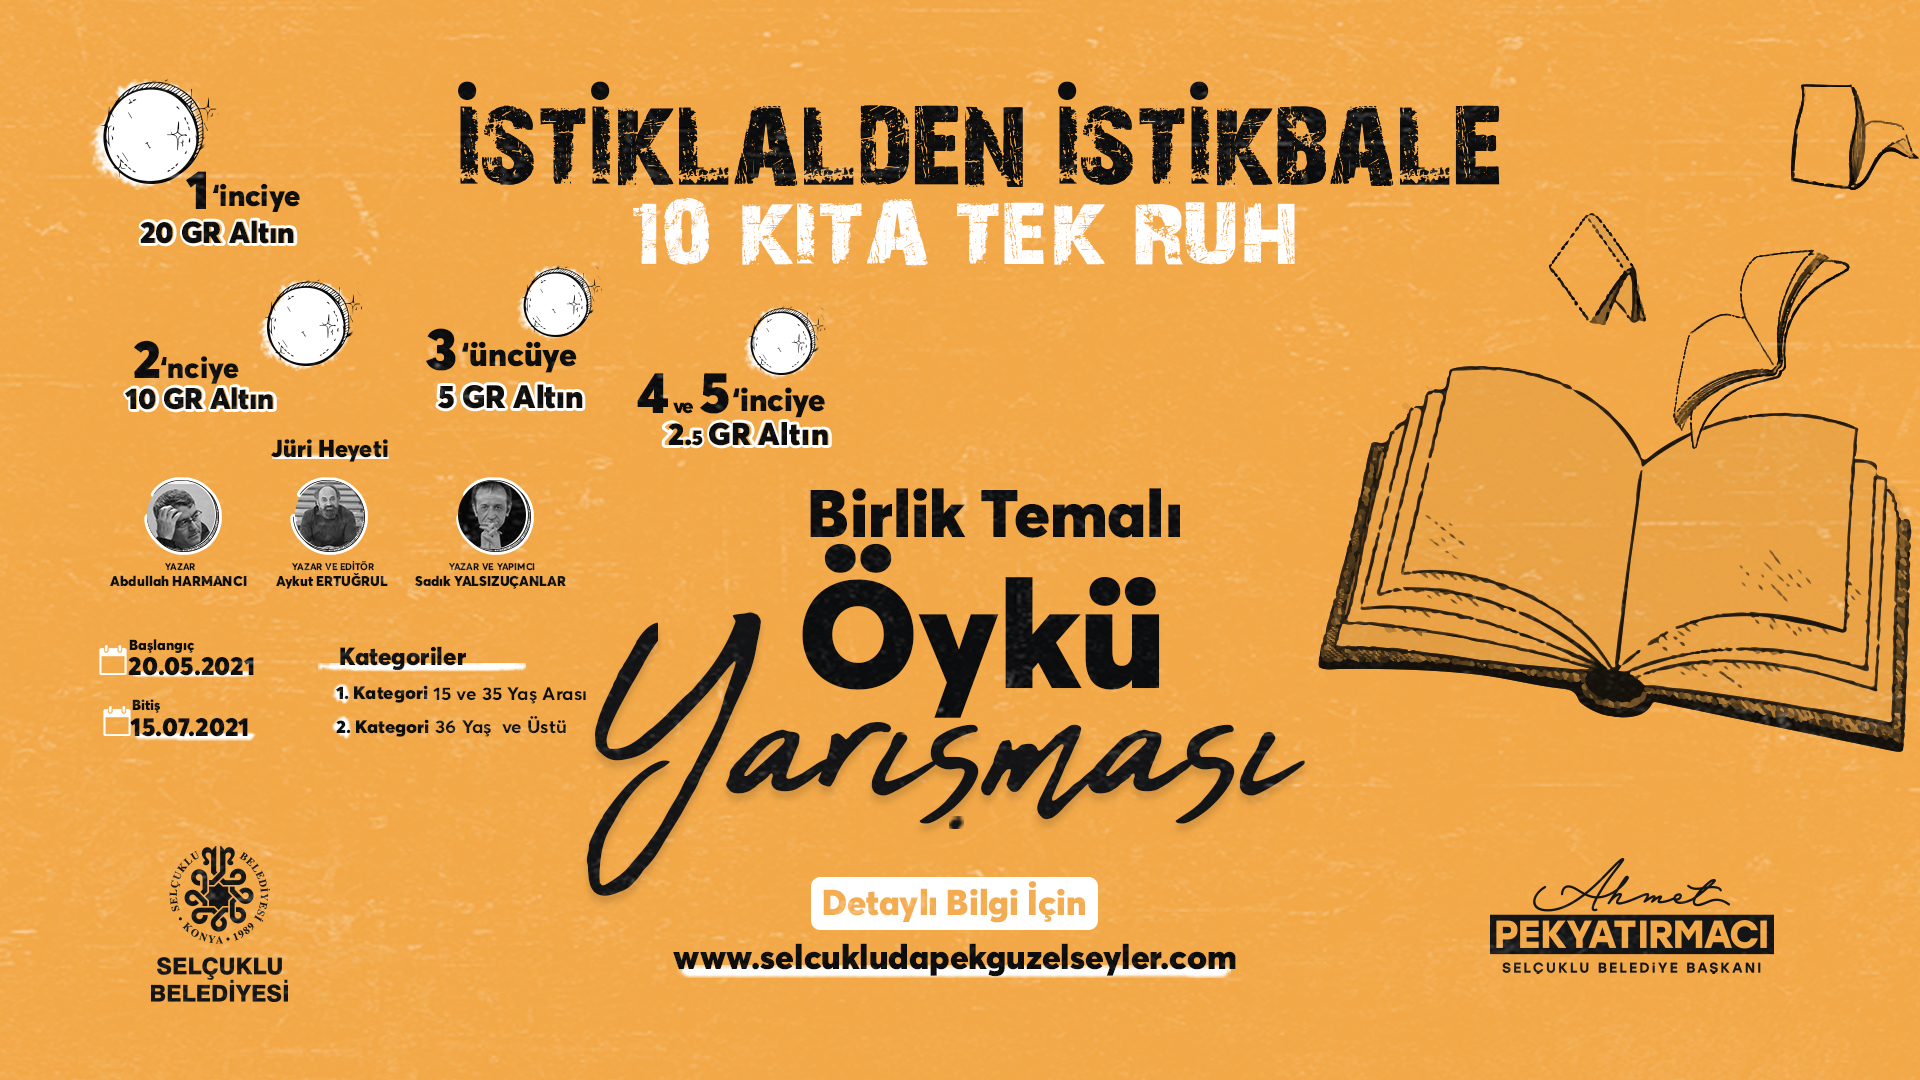 İSTİKLALDEN İSTİKBALE
10 KITA TEK RUH
1 'inciye
20 GR Altın
2'nciye
10 GR Altın
3 'üncüye
5 GR Altın
4 ve 5 'inciye
2.5 GR Altın
Jüri Heyeti
YAZAR
Abdullah HARMANCI
YAZAR VE EDİTÖR
Aykut ERTUĞRUL
YAZAR VE YAPIMCI
Sadık YALSIZUÇANLAR
Başlangıç
20.05.2021
Bitiş
15.07.2021
Kategoriler
1. Kategori 15 ve 35 Yaş Arası
2. Kategori 36 Yaş ve Üstü
Birlik Temalı
Öykü
Yarışması
Detaylı Bilgi İçin
www.selcukludapekguzelseyler.com
SELÇUKLU BELEDİYESİ
• KONYA • 1989
SELÇUKLU
BELEDİYESİ
Ahmet
PEKYATIRMACI
SELÇUKLU BELEDİYE BAŞKANI